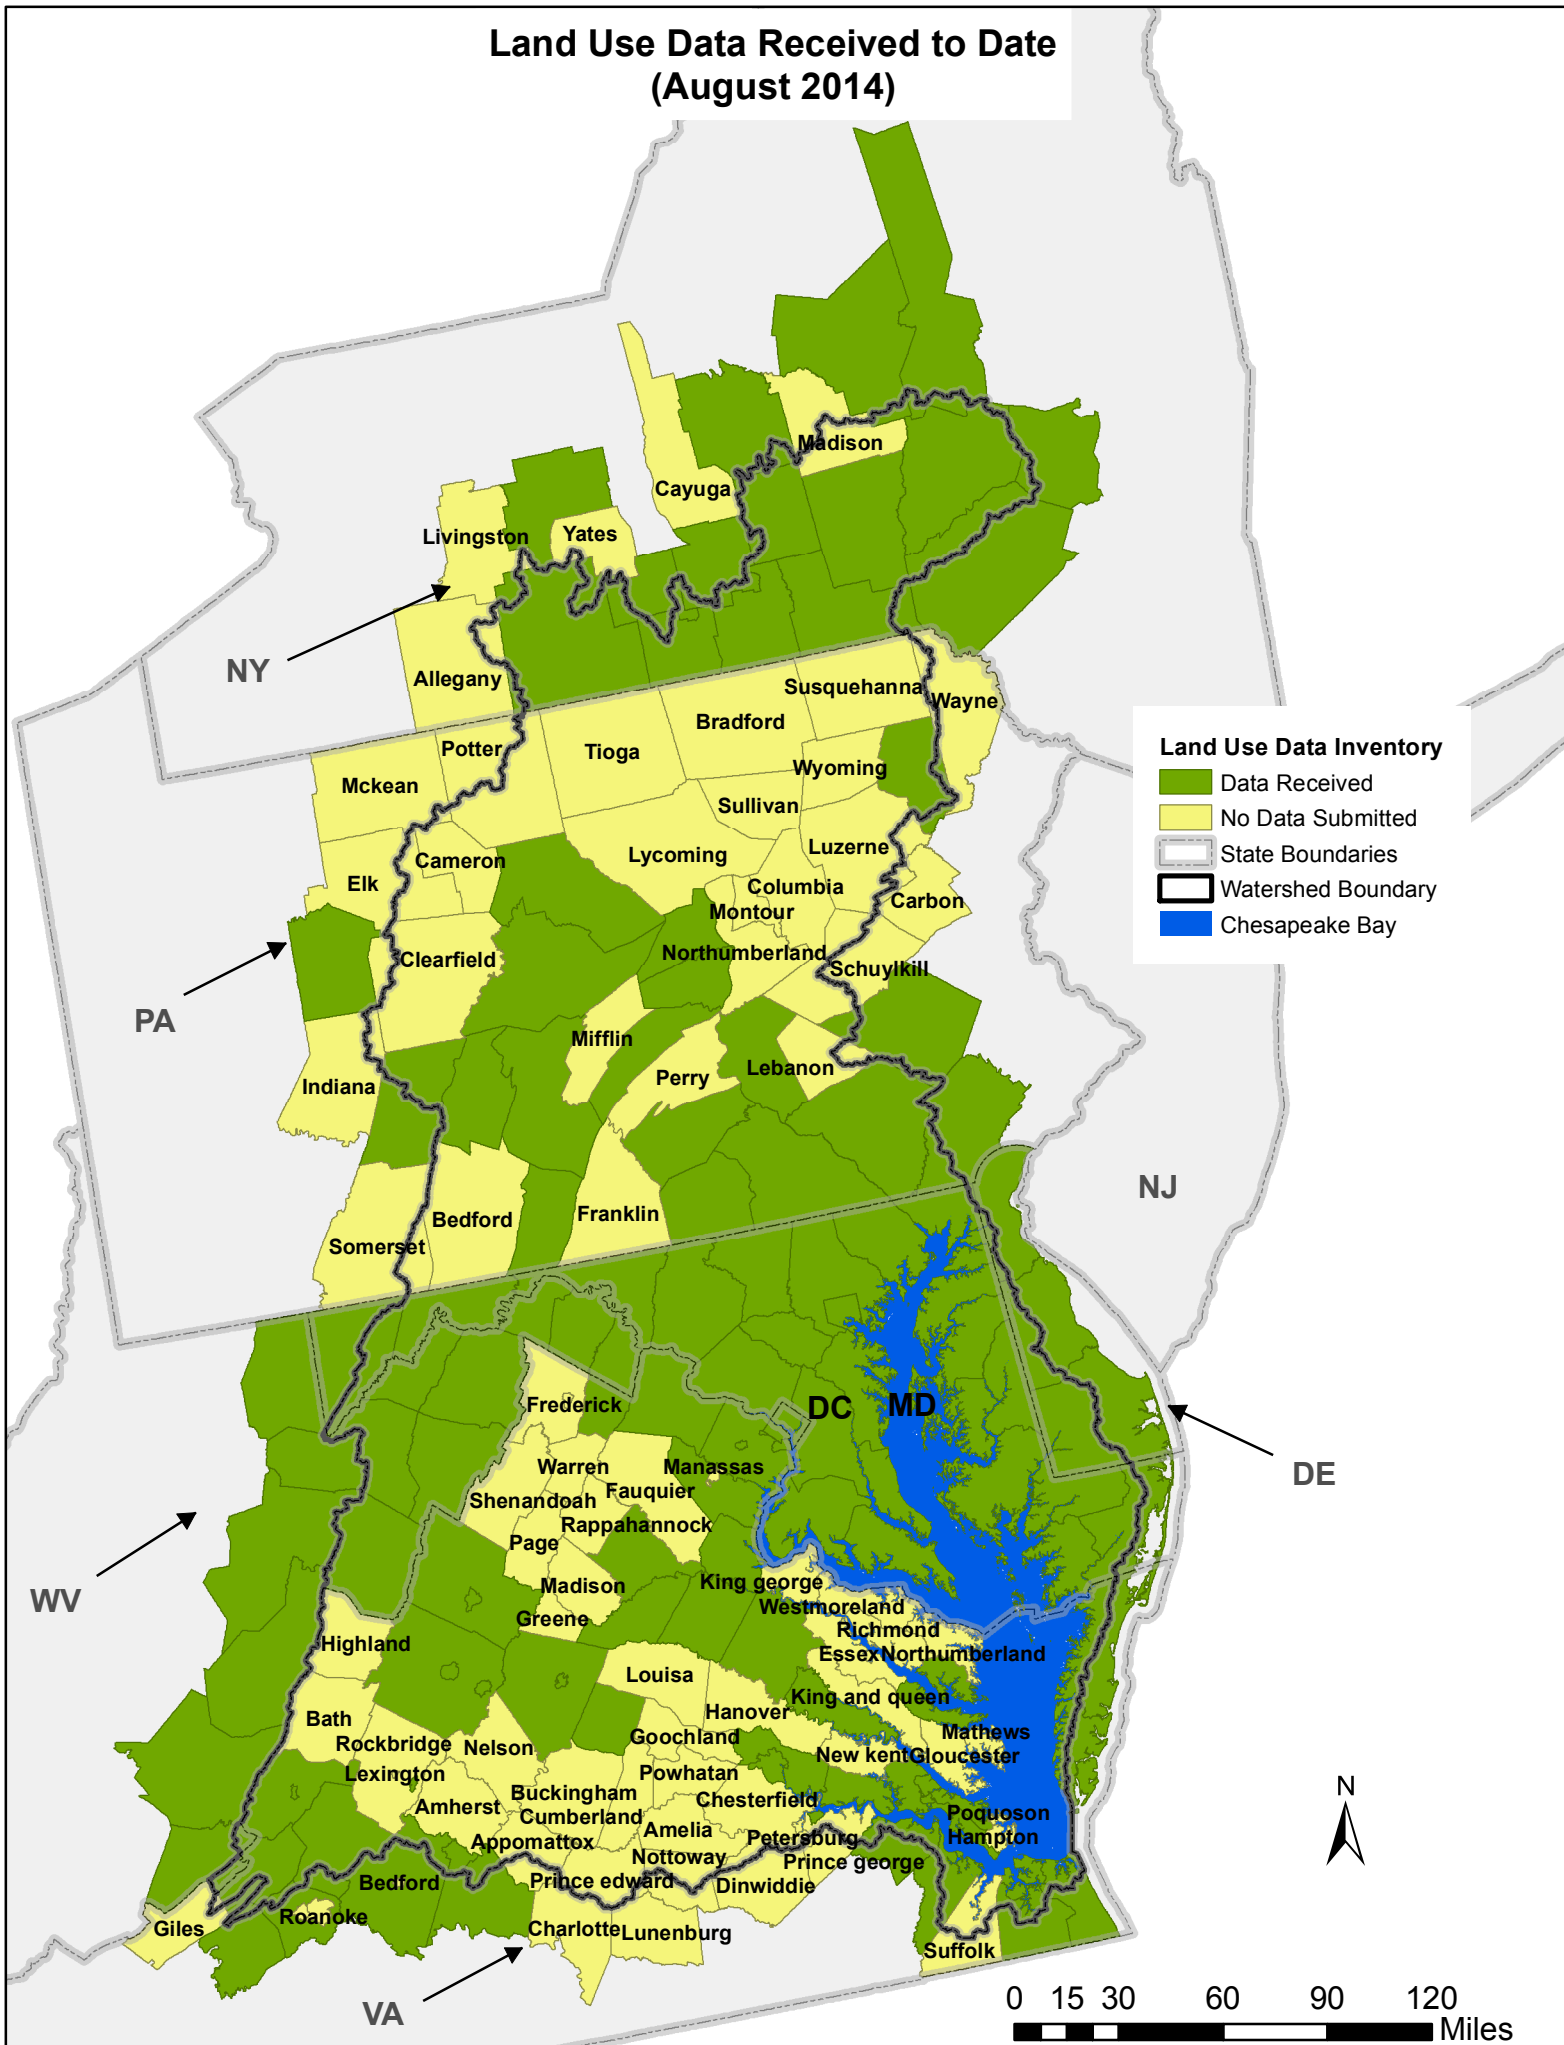 Land Use Data Received to Date
(August 2014)
Madison
Cayuga
Livingston
Yates
NY
Allegany
Susquehanna
Wayne
Bradford
Potter
Tioga
Wyoming
Mckean
Sullivan
Land Use Data Inventory
Data Received
No Data Submitted
State Boundaries
Watershed Boundary
Chesapeake Bay
Luzerne
Lycoming
Cameron
Elk
Columbia
Carbon
Montour
Northumberland
Clearfield
Schuylkill
PA
Mifflin
Lebanon
Perry
Indiana
NJ
Franklin
Bedford
Somerset
Frederick
DC
MD
DE
Warren
Manassas
Fauquier
Shenandoah
Rappahannock
Page
WV
Madison
King george
Westmoreland
Greene
Richmond
Highland
Essex
Northumberland
Louisa
King and queen
Hanover
Bath
Mathews
Goochland
Rockbridge
Nelson
New kent
Gloucester
Lexington
Powhatan
Buckingham
Chesterfield
Amherst
Cumberland
Poquoson
Amelia
Hampton
Petersburg
Appomattox
Nottoway
Prince george
Bedford
Prince edward
Dinwiddie
Roanoke
Giles
Charlotte
Lunenburg
Suffolk
VA
N
0 15 30 60 90 120
Miles